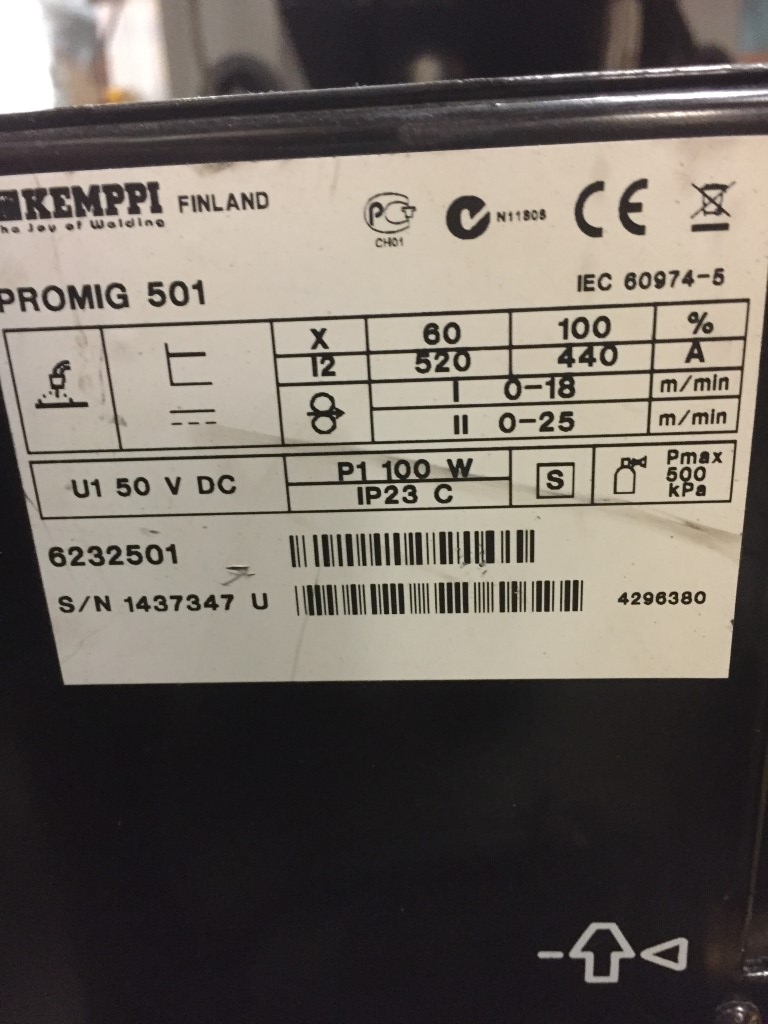 KEMPPI FINLAND
The Joy of Welding
PC
CH01
N11805
CE
PROMIG 501
IEC 60974-5
X 60 100 %
I2 520 440 A
I 0-18 m/min
II 0-25 m/min
U1 50 V DC
P1 100 W
IP23 C
S
Pmax
500
kPa
6232501
S/N 1437347 U
4296380